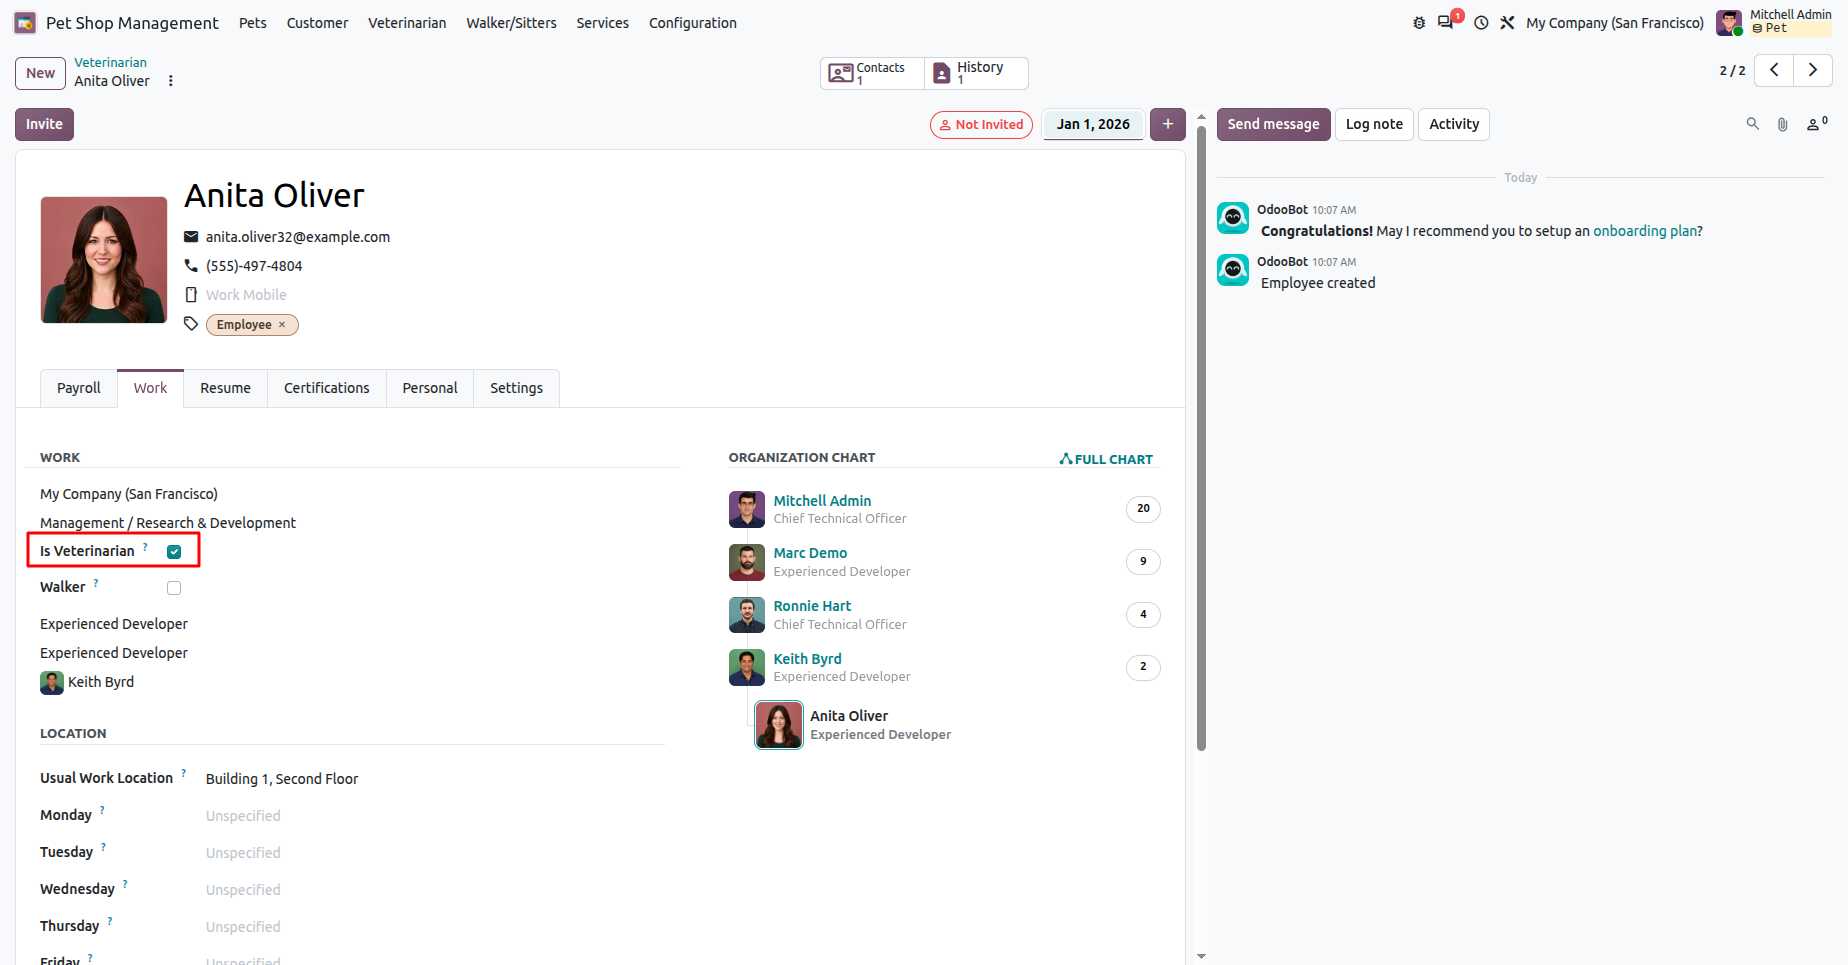 Pet Shop Management Pets Customer Veterinarian Walker/Sitters Services Configuration 1 My Company (San Francisco) Mitchell Admin
Pet
New Veterinarian
Anita Oliver
Contacts
1
History
1
2 / 2
Invite Not Invited Jan 1, 2026 + Send message Log note Activity 0
Anita Oliver
anita.oliver32@example.com
(555)-497-4804
Work Mobile
Employee ×
Payroll Work Resume Certifications Personal Settings
WORK
My Company (San Francisco)
Management / Research & Development
Is Veterinarian ?
Walker ?
Experienced Developer
Experienced Developer
Keith Byrd
LOCATION
Usual Work Location ? Building 1, Second Floor
Monday ? Unspecified
Tuesday ? Unspecified
Wednesday ? Unspecified
Thursday ? Unspecified
Friday ? Unspecified
ORGANIZATION CHART FULL CHART
Mitchell Admin
Chief Technical Officer
20
Marc Demo
Experienced Developer
9
Ronnie Hart
Chief Technical Officer
4
Keith Byrd
Experienced Developer
2
Anita Oliver
Experienced Developer
Today
OdooBot 10:07 AM
Congratulations! May I recommend you to setup an onboarding plan?
OdooBot 10:07 AM
Employee created